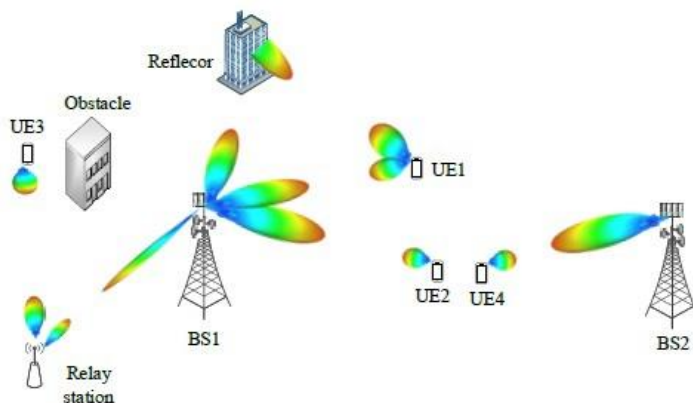 Reflecor
Obstacle
UE3
UE1
UE2
UE4
BS1
BS2
Relay
station